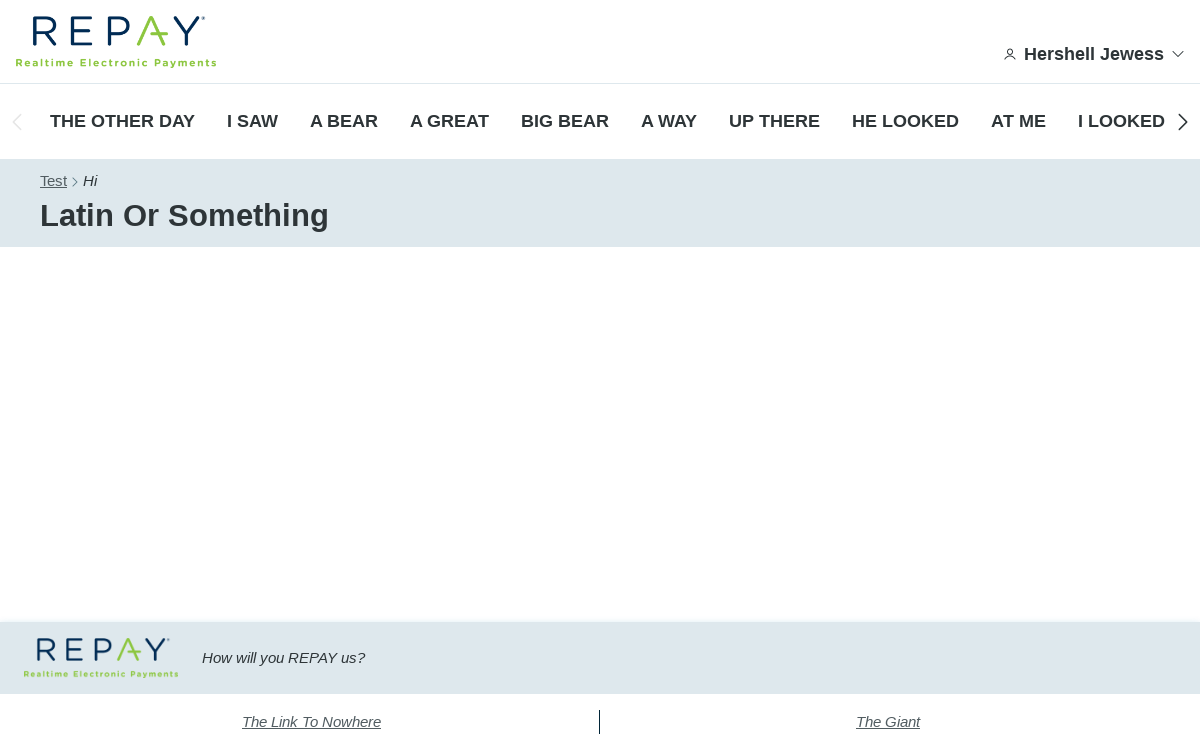 REPAY®
Realtime Electronic Payments
Hershell Jewess
THE OTHER DAY I SAW A BEAR A GREAT BIG BEAR A WAY UP THERE HE LOOKED AT ME I LOOKED
Test > Hi
Latin Or Something
REPAY®
Realtime Electronic Payments
How will you REPAY us?
The Link To Nowhere
The Giant